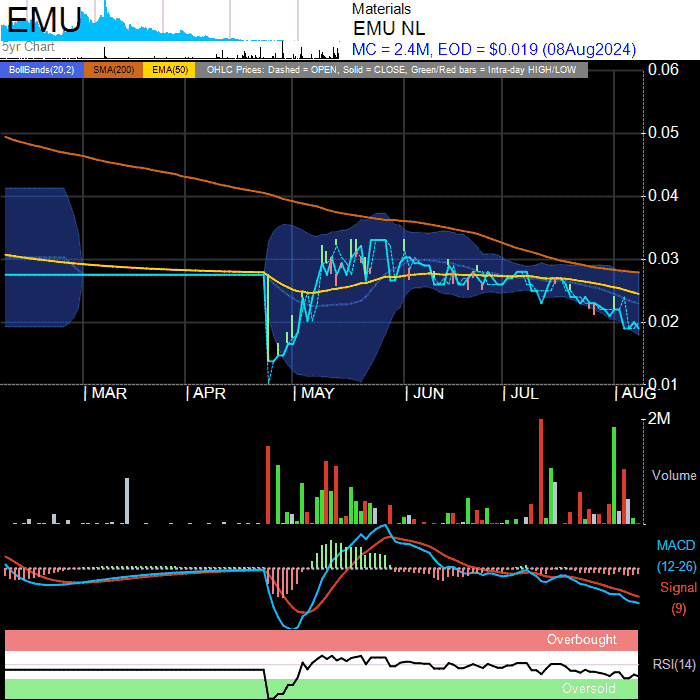 EMU
5yr Chart
Materials
EMU NL
MC = 2.4M, EOD = $0.019 (08Aug2024)
BollBands(20,2) SMA(200) EMA(50) OHLC Prices: Dashed = OPEN, Solid = CLOSE, Green/Red bars = Intra-day HIGH/LOW
0.06
0.05
0.04
0.03
0.02
0.01
| MAR | APR | MAY | JUN | JUL | AUG
2M
Volume
MACD
(12-26)
Signal
(9)
Overbought
RSI(14)
Oversold